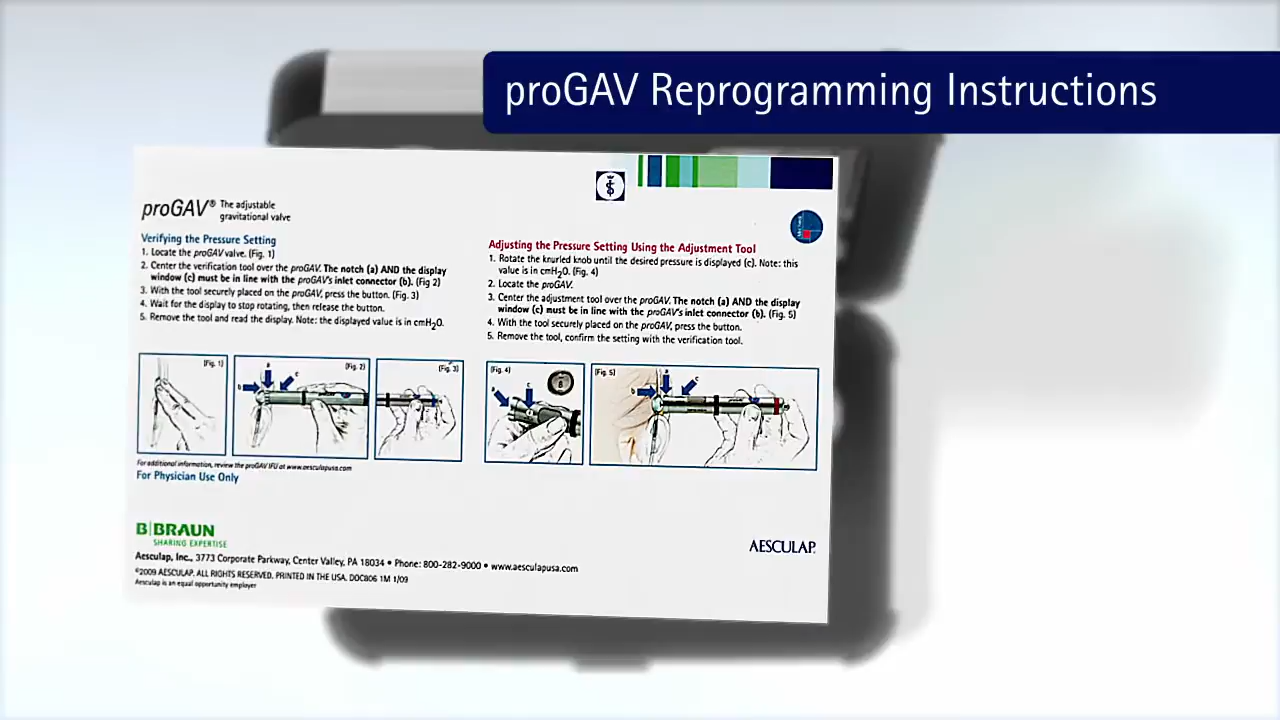 proGAV Reprogramming Instructions
proGAV® The adjustable
gravitational valve
Verifying the Pressure Setting
1. Locate the proGAV valve. (Fig. 1)
2. Center the verification tool over the proGAV. The notch (a) AND the display
window (c) must be in line with the proGAV's inlet connector (b). (Fig 2)
3. With the tool securely placed on the proGAV, press the button. (Fig. 3)
4. Wait for the display to stop rotating, then release the button.
5. Remove the tool and read the display. Note: the displayed value is in cmH₂O.
Adjusting the Pressure Setting Using the Adjustment Tool
1. Rotate the knurled knob until the desired pressure is displayed (c). Note: this
value is in cmH₂O. (Fig. 4)
2. Locate the proGAV.
3. Center the adjustment tool over the proGAV. The notch (a) AND the display
window (c) must be in line with the proGAV's inlet connector (b). (Fig. 5)
4. With the tool securely placed on the proGAV, press the button.
5. Remove the tool, confirm the setting with the verification tool.
(Fig. 1)
(Fig. 2)
a
b
c
(Fig. 3)
(Fig. 4)
a
c
8
(Fig. 5)
a
b
c
For additional information, review the proGAV IFU at www.aesculapusa.com
For Physician Use Only
B|BRAUN
SHARING EXPERTISE
AESCULAP.
Aesculap, Inc., 3773 Corporate Parkway, Center Valley, PA 18034 • Phone: 800-282-9000 • www.aesculapusa.com
©2009 AESCULAP. ALL RIGHTS RESERVED. PRINTED IN THE USA. DOC806 1M 1/09
Aesculap is an equal opportunity employer